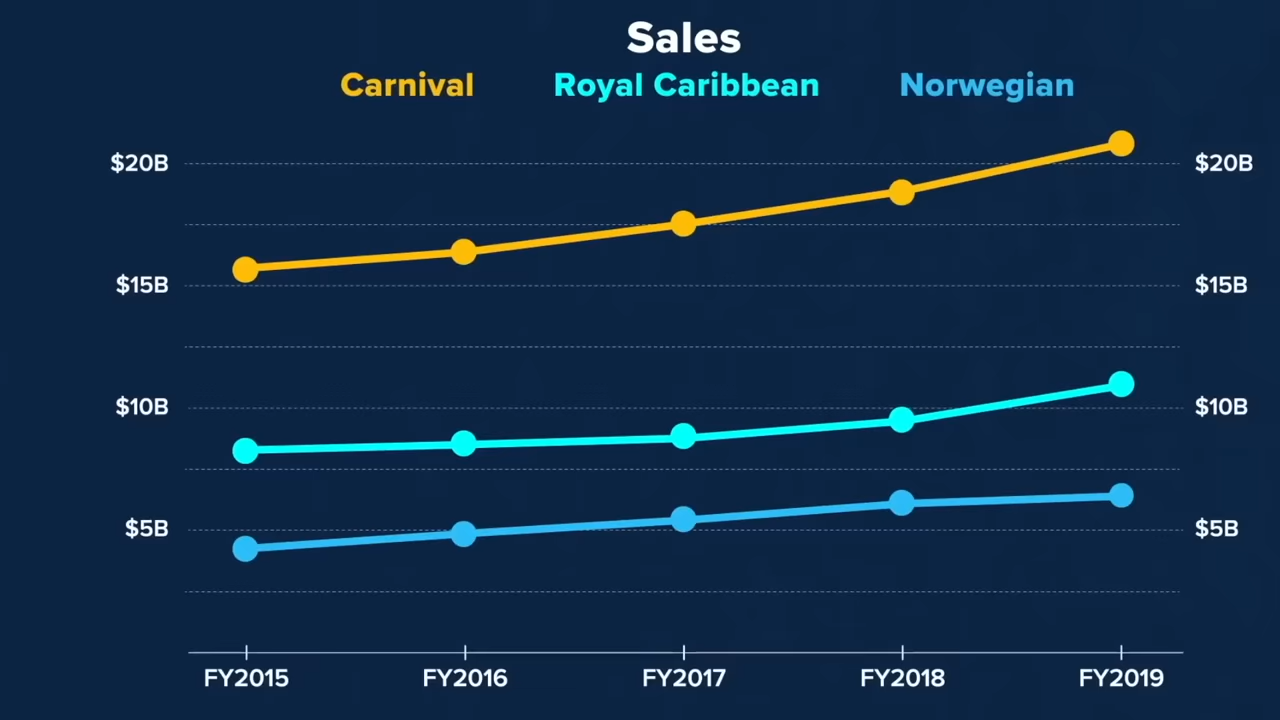 Sales
Carnival Royal Caribbean Norwegian
$20B $20B
$15B $15B
$10B $10B
$5B $5B
FY2015 FY2016 FY2017 FY2018 FY2019